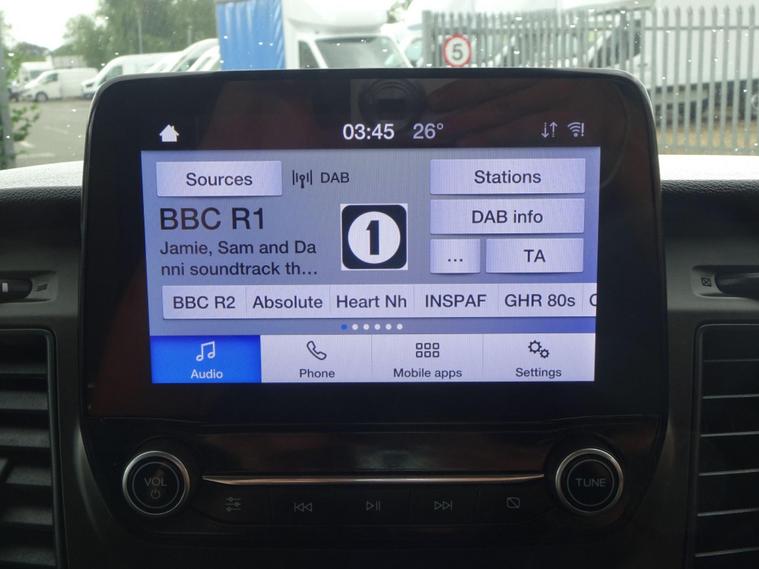 5
03:45 26°
Sources DAB Stations
BBC R1
1
DAB info
Jamie, Sam and Da
nni soundtrack th...
... TA
BBC R2 Absolute Heart Nh INSPAF GHR 80s
Audio Phone Mobile apps Settings
VOL TUNE